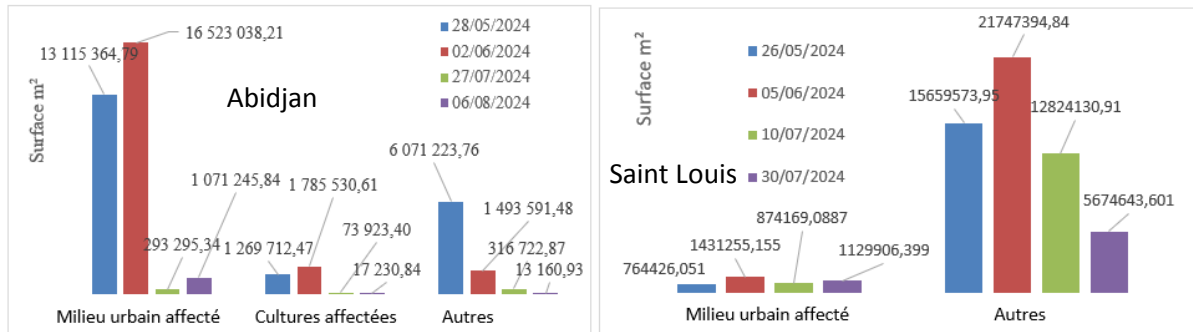 16 523 038,21
13 115 364,79
Abidjan
Surface m²
28/05/2024
02/06/2024
27/07/2024
06/08/2024
6 071 223,76
1 071 245,84
1 785 530,61
1 493 591,48
73 923,40
293 295,34
1 269 712,47
316 722,87
17 230,84
13 160,93
Milieu urbain affecté
Cultures affectées
Autres
Surface m²
26/05/2024
05/06/2024
10/07/2024
30/07/2024
Saint Louis
21747394,84
15659573,95
12824130,91
5674643,601
874169,0887
1431255,155
1129906,399
764426,051
Milieu urbain affecté
Autres